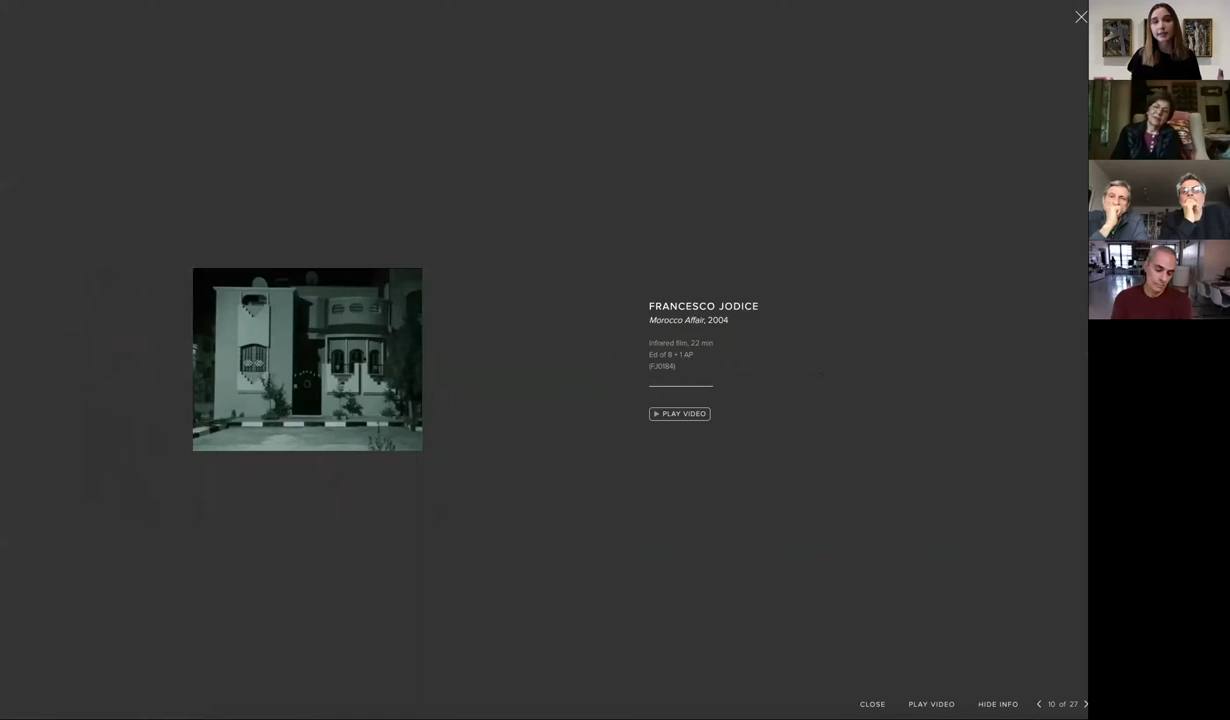 FRANCESCO JODICE
Morocco Affair, 2004
Infrared film, 22 min
Ed of 8 + 1 AP
(FJ0184)
PLAY VIDEO
CLOSE PLAY VIDEO HIDE INFO 10 of 27